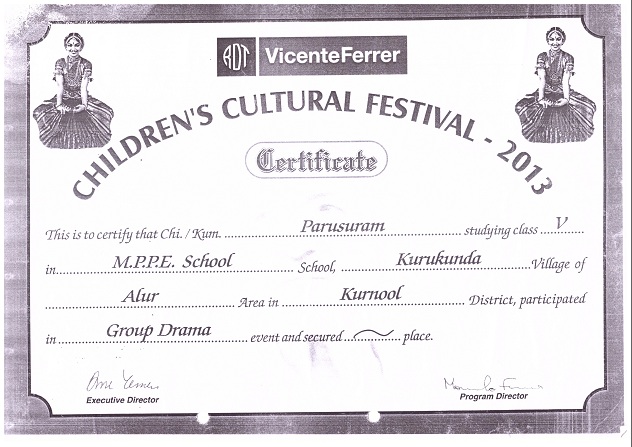 RDT VicenteFerrer
CHILDREN'S CULTURAL FESTIVAL - 2013
Certificate
This is to certify that Chi. / Kum. Parusuram studying class V
in M.P.P.E. School School, Kurukunda Village of
Alur Area in Kurnool District, participated
in Group Drama event and secured ~ place.
Executive Director Program Director